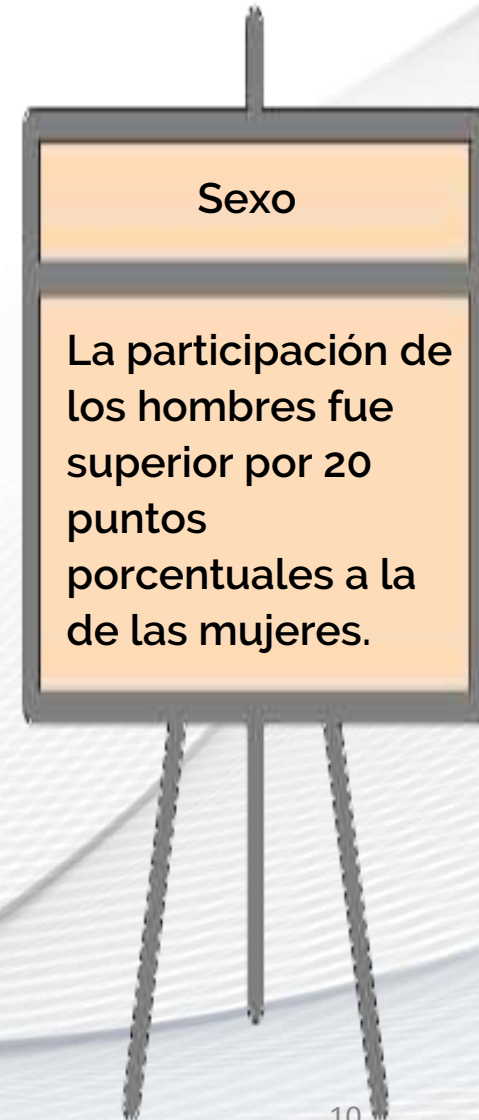 Sexo
La participación de
los hombres fue
superior por 20
puntos
porcentuales a la
de las mujeres.
10